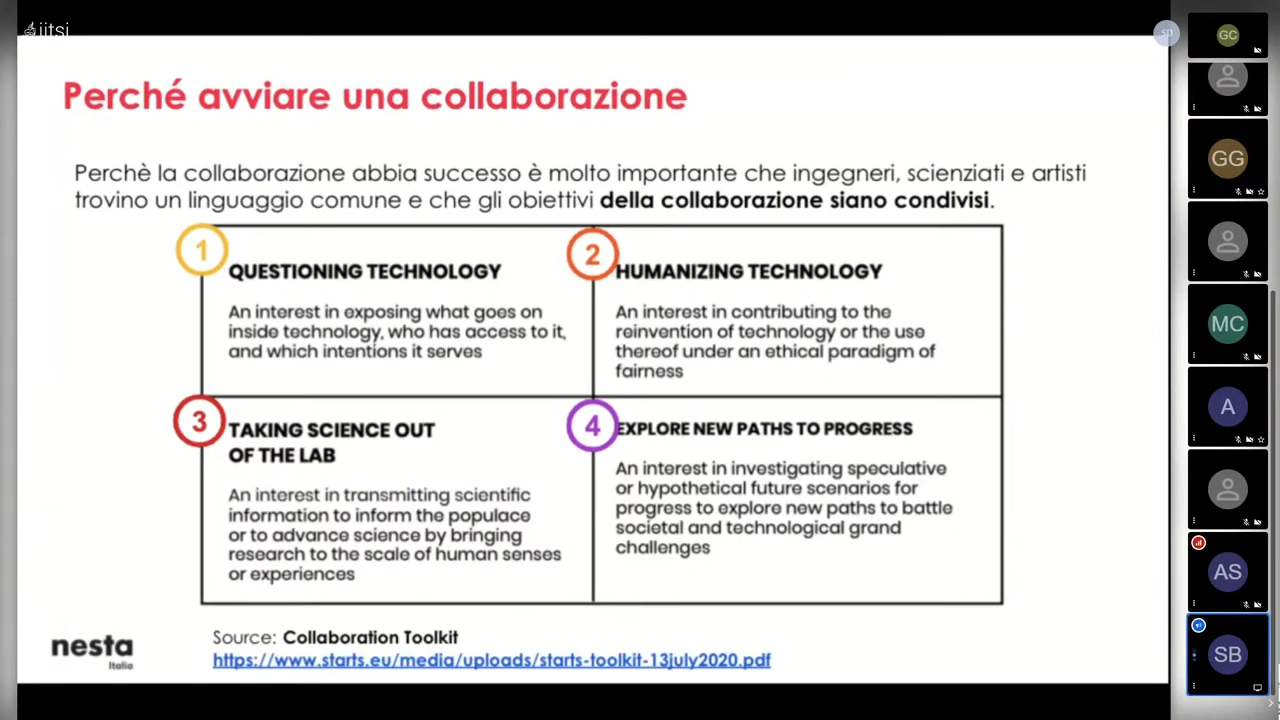 jitsi
Perché avviare una collaborazione
Perchè la collaborazione abbia successo è molto importante che ingegneri, scienziati e artisti
trovino un linguaggio comune e che gli obiettivi della collaborazione siano condivisi.
1
QUESTIONING TECHNOLOGY
An interest in exposing what goes on
inside technology, who has access to it,
and which intentions it serves
2
HUMANIZING TECHNOLOGY
An interest in contributing to the
reinvention of technology or the use
thereof under an ethical paradigm of
fairness
3
TAKING SCIENCE OUT
OF THE LAB
An interest in transmitting scientific
information to inform the populace
or to advance science by bringing
research to the scale of human senses
or experiences
4
EXPLORE NEW PATHS TO PROGRESS
An interest in investigating speculative
or hypothetical future scenarios for
progress to explore new paths to battle
societal and technological grand
challenges
nesta
Italia
Source: Collaboration Toolkit
https://www.starts.eu/media/uploads/starts-toolkit-13july2020.pdf
SD
GC
GG
MC
A
AS
SB